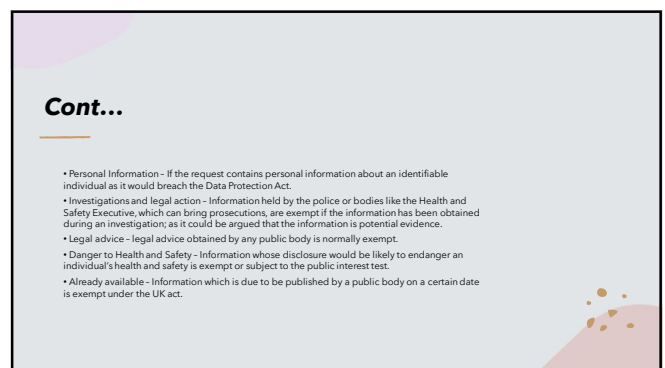 Cont...
• Personal Information – If the request contains personal information about an identifiable
individual as it would breach the Data Protection Act.
• Investigations and legal action – Information held by the police or bodies like the Health and
Safety Executive, which can bring prosecutions, are exempt if the information has been obtained
during an investigation; as it could be argued that the information is potential evidence.
• Legal advice – legal advice obtained by any public body is normally exempt.
• Danger to Health and Safety – Information whose disclosure would be likely to endanger an
individual's health and safety is exempt or subject to the public interest test.
• Already available – Information which is due to be published by a public body on a certain date
is exempt under the UK act.